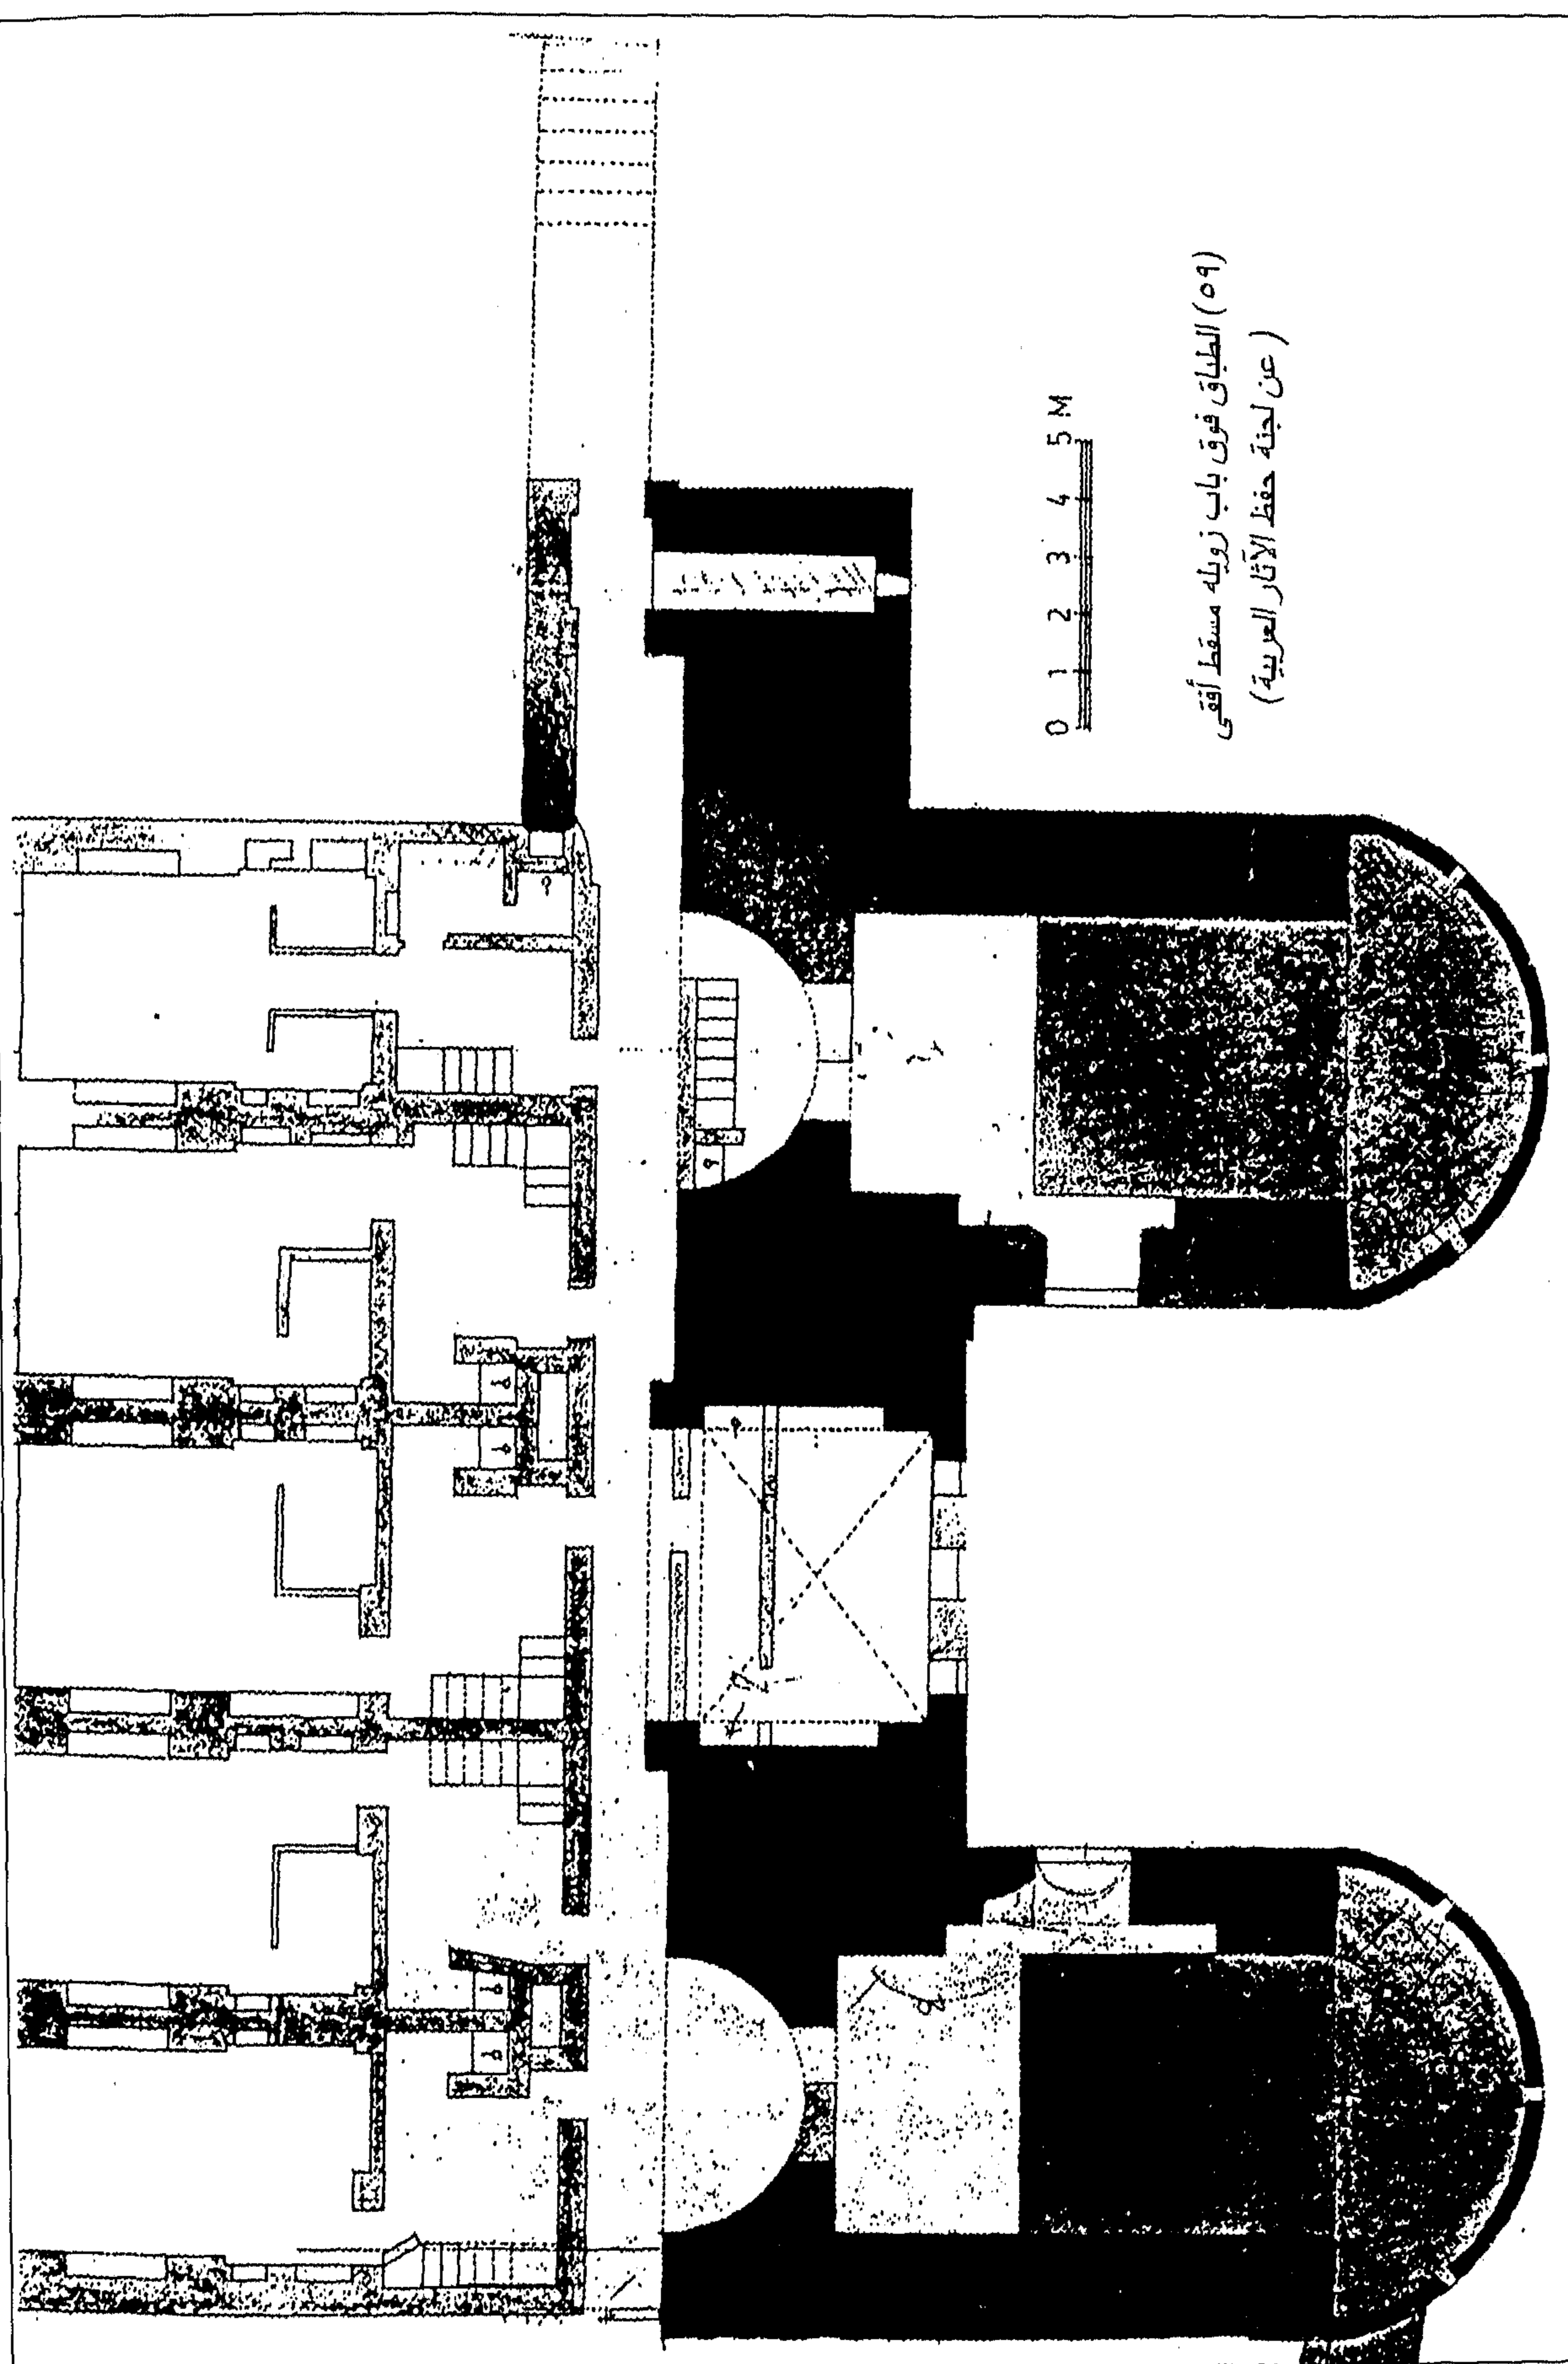 (٥٩) الطباق فوق باب زويله مسقط أفقى
(عن لجنة حفظ الآثار العربية)
0 1 2 3 4 5 M